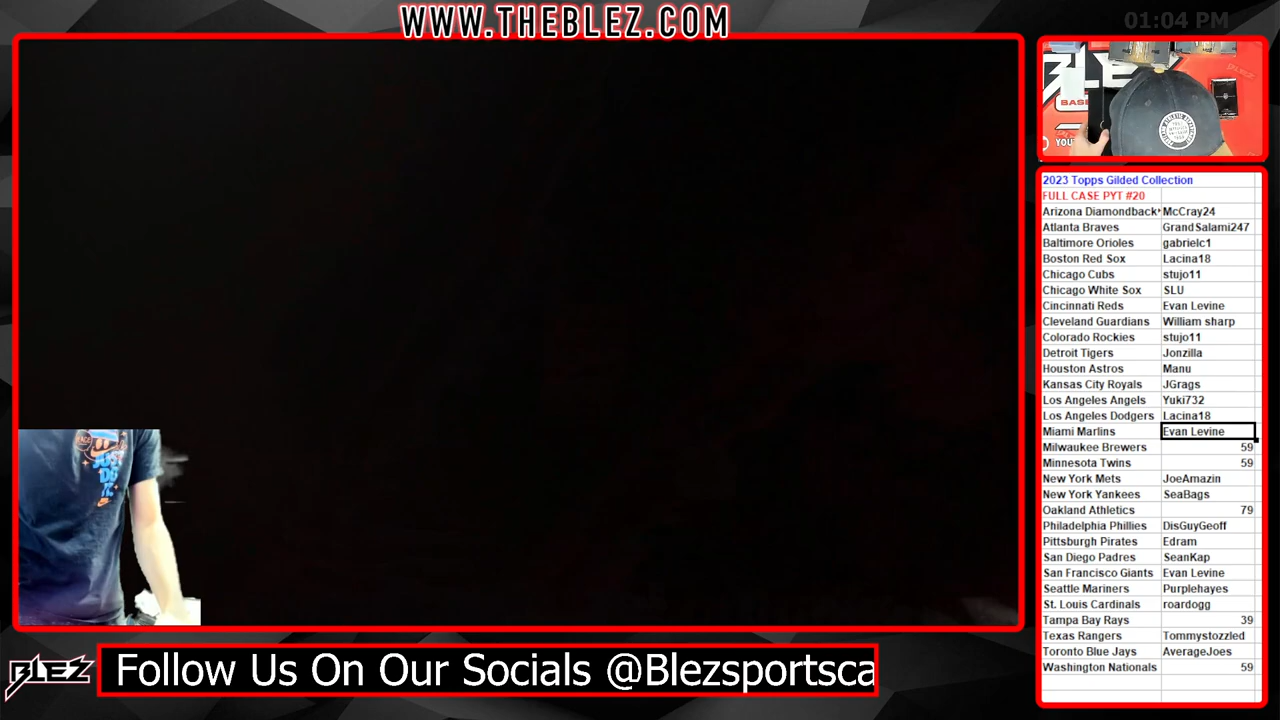 WWW.THEBLEZ.COM
01:04 PM
BLEZ
BASE
YOUT
2023 Topps Gilded Collection
FULL CASE PYT #20
Arizona Diamondback McCray24
Atlanta Braves GrandSalami247
Baltimore Orioles gabrielc1
Boston Red Sox Lacina18
Chicago Cubs stujo11
Chicago White Sox SLU
Cincinnati Reds Evan Levine
Cleveland Guardians William sharp
Colorado Rockies stujo11
Detroit Tigers Jonzilla
Houston Astros Manu
Kansas City Royals JGrags
Los Angeles Angels Yuki732
Los Angeles Dodgers Lacina18
Miami Marlins Evan Levine
Milwaukee Brewers 59
Minnesota Twins 59
New York Mets JoeAmazin
New York Yankees SeaBags
Oakland Athletics 79
Philadelphia Phillies DisGuyGeoff
Pittsburgh Pirates Edram
San Diego Padres SeanKap
San Francisco Giants Evan Levine
Seattle Mariners Purplehayes
St. Louis Cardinals roardogg
Tampa Bay Rays 39
Texas Rangers Tommystozzled
Toronto Blue Jays AverageJoes
Washington Nationals 59
JUST
DO
IT.
BLEZ
Follow Us On Our Socials @Blezsportsca